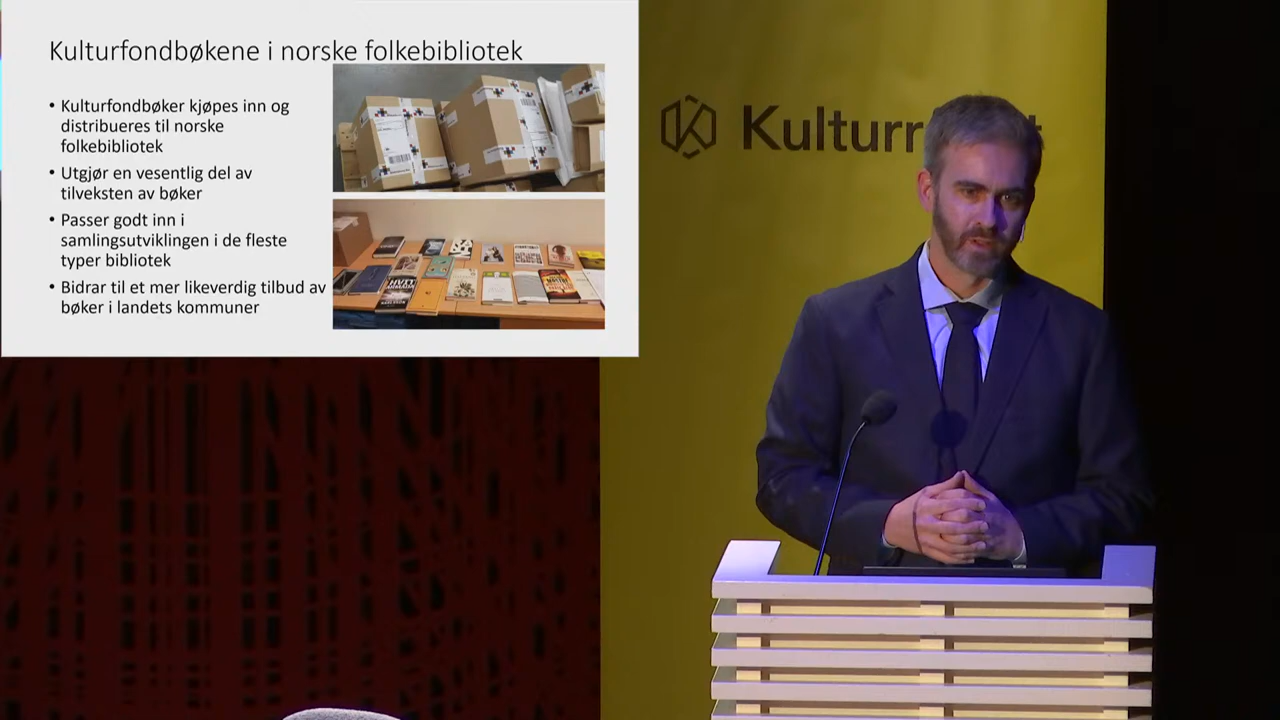 Kulturfondbøkene i norske folkebibliotek
• Kulturfondbøker kjøpes inn og
distribueres til norske
folkebibliotek
• Utgjør en vesentlig del av
tilveksten av bøker
• Passer godt inn i
samlingsutviklingen i de fleste
typer bibliotek
• Bidrar til et mer likeverdig tilbud av
bøker i landets kommuner
Kulturr t